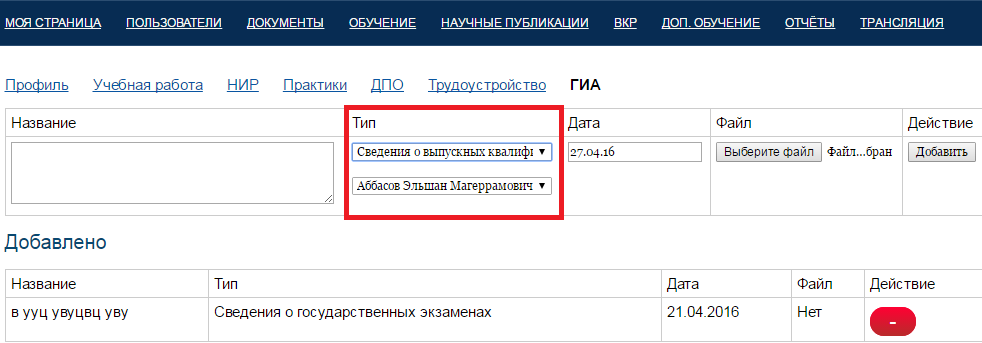 МОЯ СТРАНИЦА ПОЛЬЗОВАТЕЛИ ДОКУМЕНТЫ ОБУЧЕНИЕ НАУЧНЫЕ ПУБЛИКАЦИИ ВКР ДОП. ОБУЧЕНИЕ ОТЧЁТЫ ТРАНСЛЯЦИЯ
Профиль Учебная работа НИР Практики ДПО Трудоустройство ГИА
Название Тип Дата Файл Действие
Сведения о выпускных квалифи 27.04.16 Выберите файл Файл...бран Добавить
Аббасов Эльшан Магеррамович
Добавлено
Название Тип Дата Файл Действие
в ууц увуцвц уву Сведения о государственных экзаменах 21.04.2016 Нет -